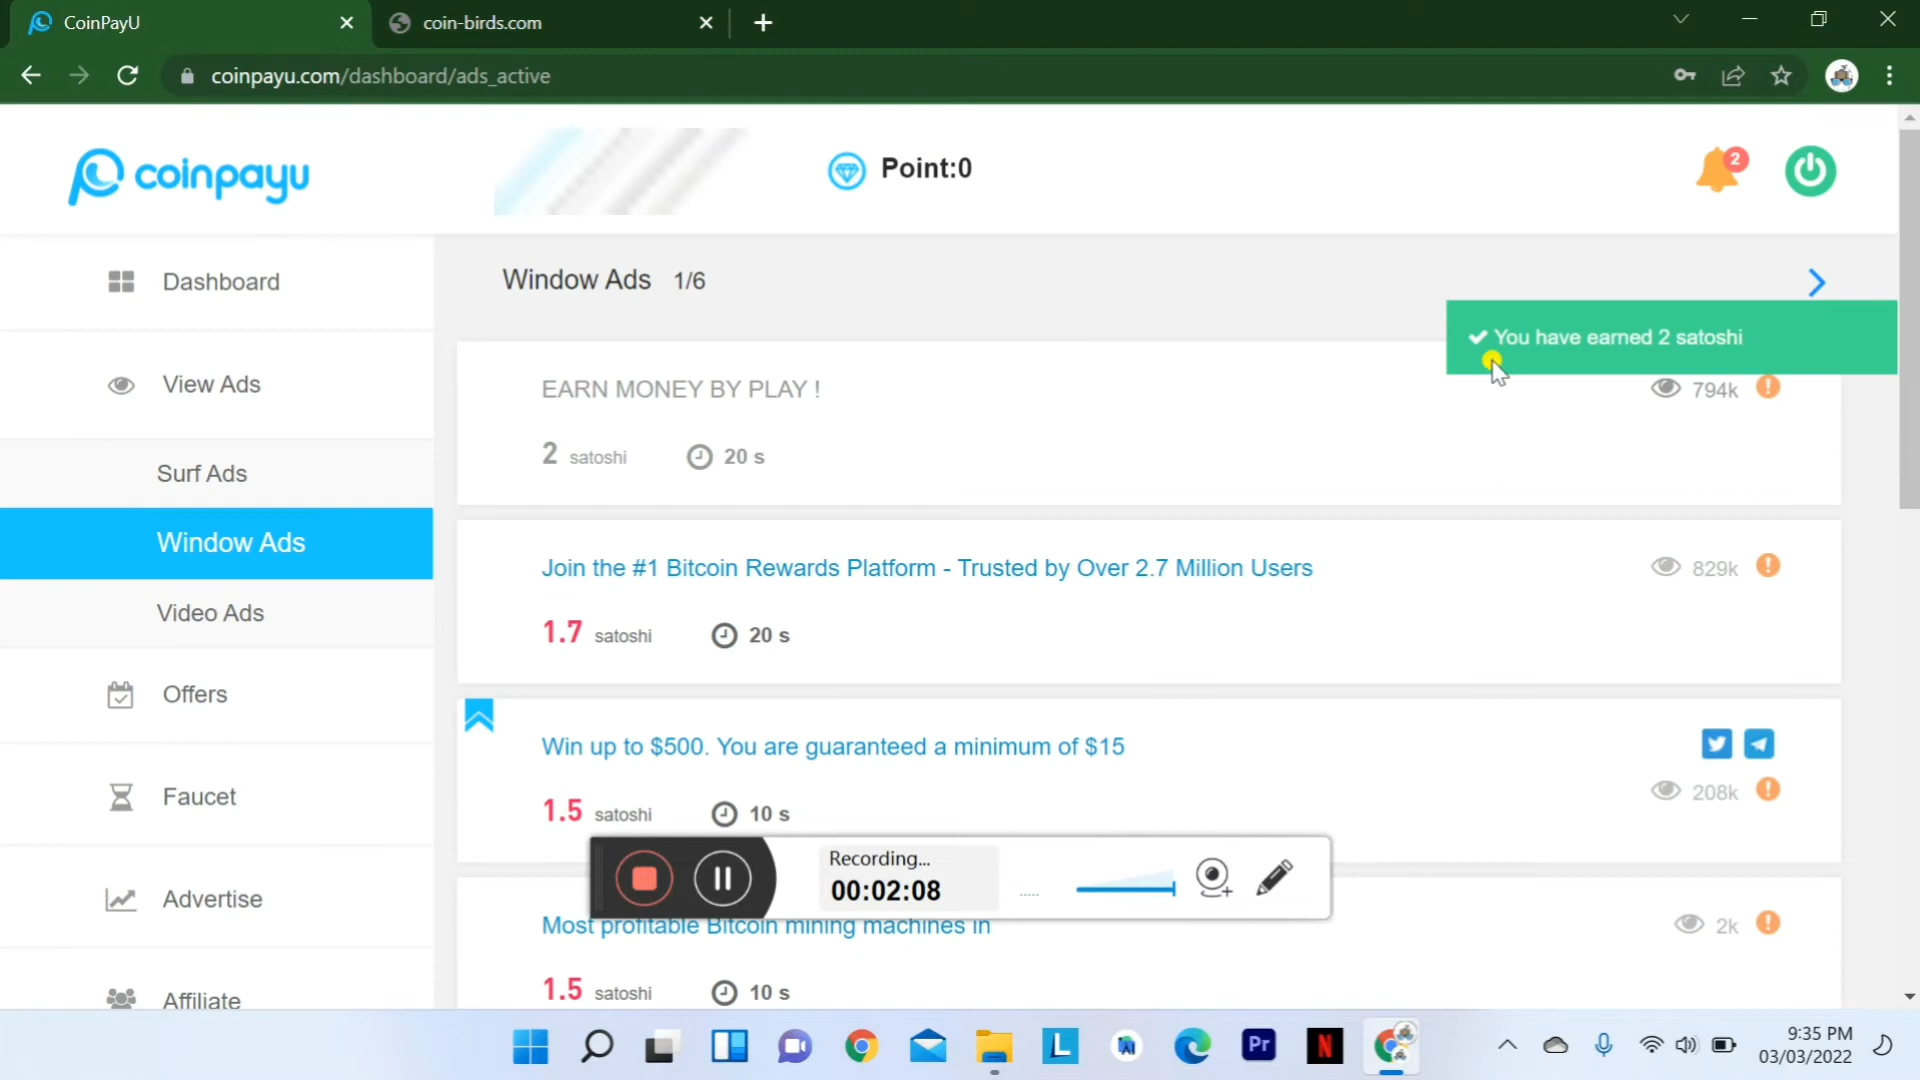 CoinPayU
coin-birds.com
coinpayu.com/dashboard/ads_active
coinpayu
Point:0
2
Dashboard
View Ads
Surf Ads
Window Ads
Video Ads
Offers
Faucet
Advertise
Affiliate
Window Ads 1/6
You have earned 2 satoshi
EARN MONEY BY PLAY !
794k
2 satoshi 20 s
Join the #1 Bitcoin Rewards Platform - Trusted by Over 2.7 Million Users
829k
1.7 satoshi 20 s
Win up to $500. You are guaranteed a minimum of $15
208k
1.5 satoshi 10 s
Recording...
00:02:08
Most profitable Bitcoin mining machines in
2k
1.5 satoshi 10 s
L
Pr
N
9:35 PM
03/03/2022